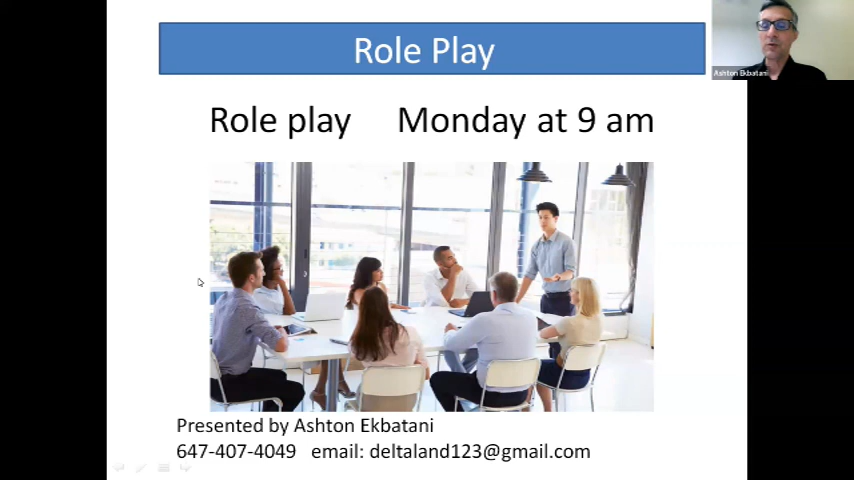 Role Play
Ashton Ekbatani
Role play Monday at 9 am
Presented by Ashton Ekbatani
647-407-4049 email: deltaland123@gmail.com